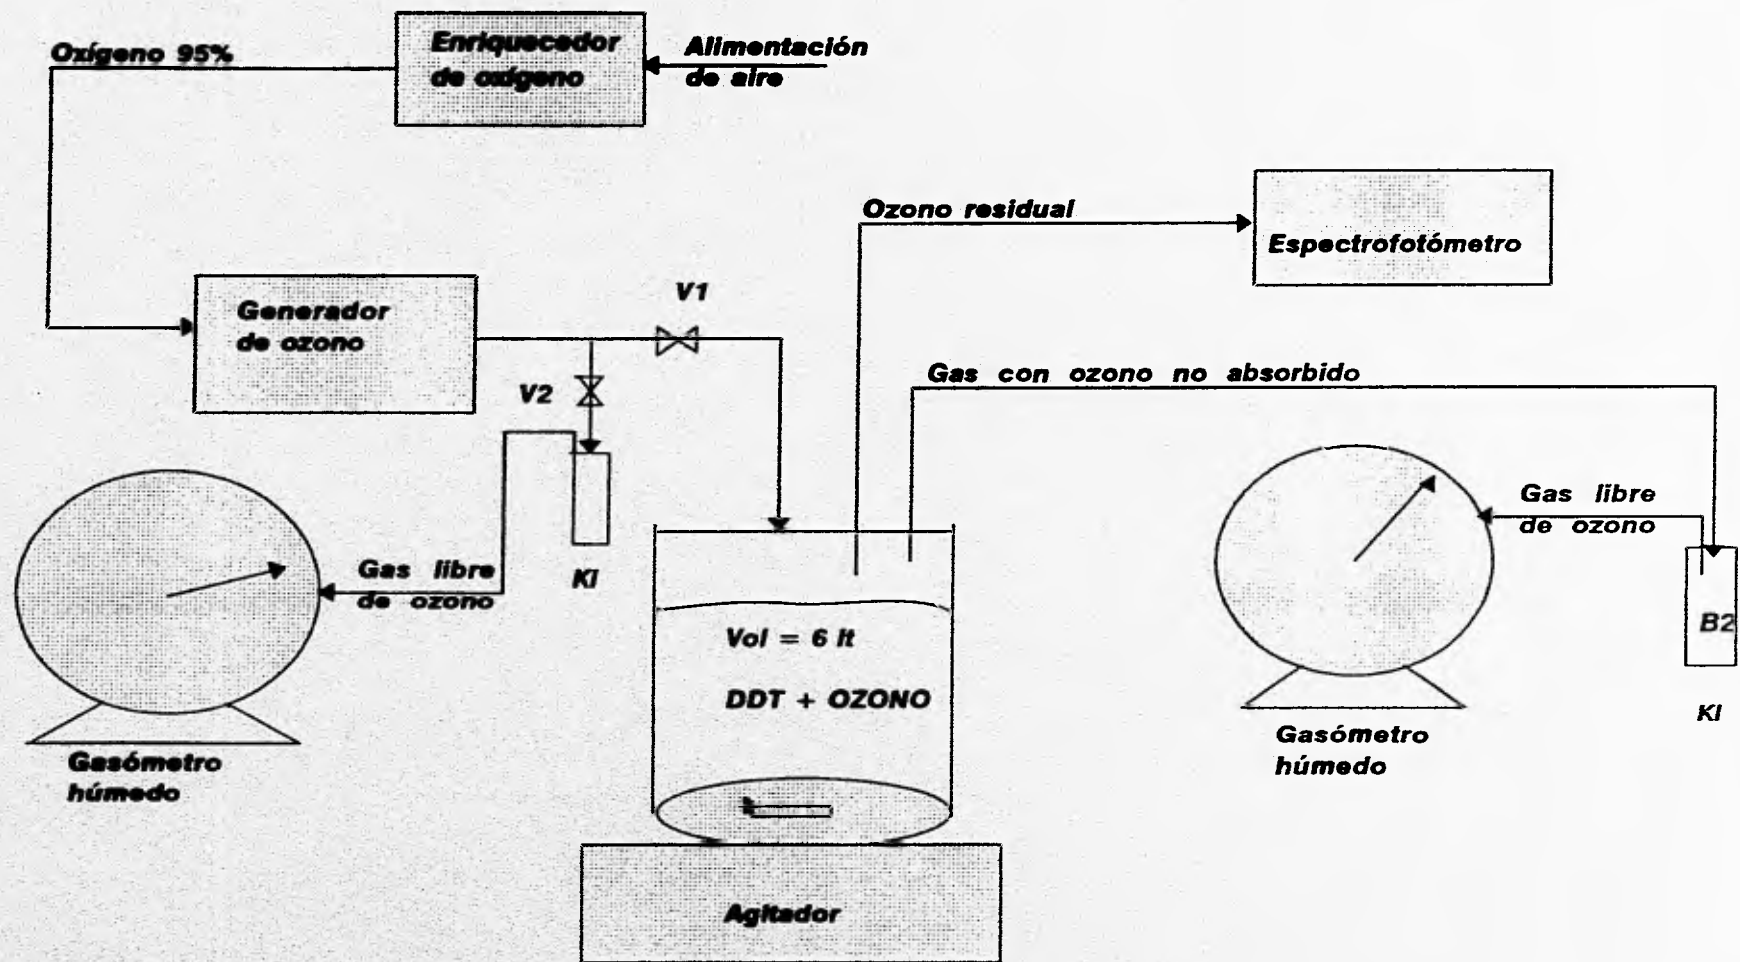 Oxígeno 95%
Enriquecedor
de oxígeno
Alimentación
de aire
Ozono residual
Espectrofotómetro
Generador
de ozono
V1
V2
Gas con ozono no absorbido
KI
Gas libre
de ozono
Gasómetro
húmedo
Vol = 6 lt
DDT + OZONO
Agitador
Gas libre
de ozono
B2
KI
Gasómetro
húmedo